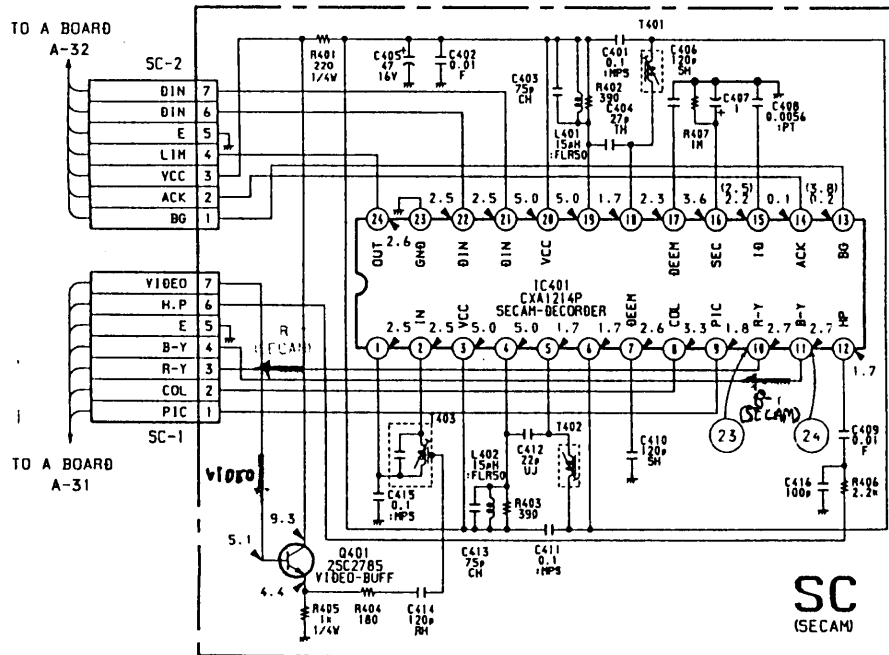 TO A BOARD
A-32
SC-2
DIN 7
DIN 6
E 5
LIM 4
VCC 3
ACK 2
BG 1
VIDEO 7
H.P 6
E 5
B-Y 4
R-Y 3
COL 2
PIC 1
SC-1
TO A BOARD
A-31
R401
220
1/4W
C405
47
16V
C402
0.01
F
C403
75p
CH
L401
15µH
:FLR50
C401
0.1
:MPS
R402
390
C404
27p
TH
T401
C406
120p
SH
R407
1M
C407
1
C408
0.0056
:PT
2.6
2.5
2.5
5.0
5.0
1.7
2.3
3.6
(2.5)
2.2
0.1
(3.8)
0.2
24 23 22 21 20 19 18 17 16 15 14 13
OUT GND DIN DIN VCC DEEM SEC ID ACK BG
IC401
CXA1214P
SECAM-DECORDER
IN VCC DEEM COL PIC R-Y B-Y HP
2.5 2.5 5.0 5.0 1.7 1.7 2.6 3.3 1.8 2.7 2.7
1 2 3 4 5 6 7 8 9 10 11 12
1.7
R
(SECAM)
(SECAM)
23
24
VIDEO
T403
C415
0.1
:MPS
L402
15µH
:FLR50
C412
22p
UJ
T402
R403
390
C413
75p
CH
C411
0.1
:MPS
C410
120p
SH
C409
0.01
F
C416
100p
R406
2.2k
9.3
5.1
4.4
Q401
2SC2785
VIDEO-BUFF
R405
1k
1/4W
R404
180
C414
120p
RH
SC
(SECAM)